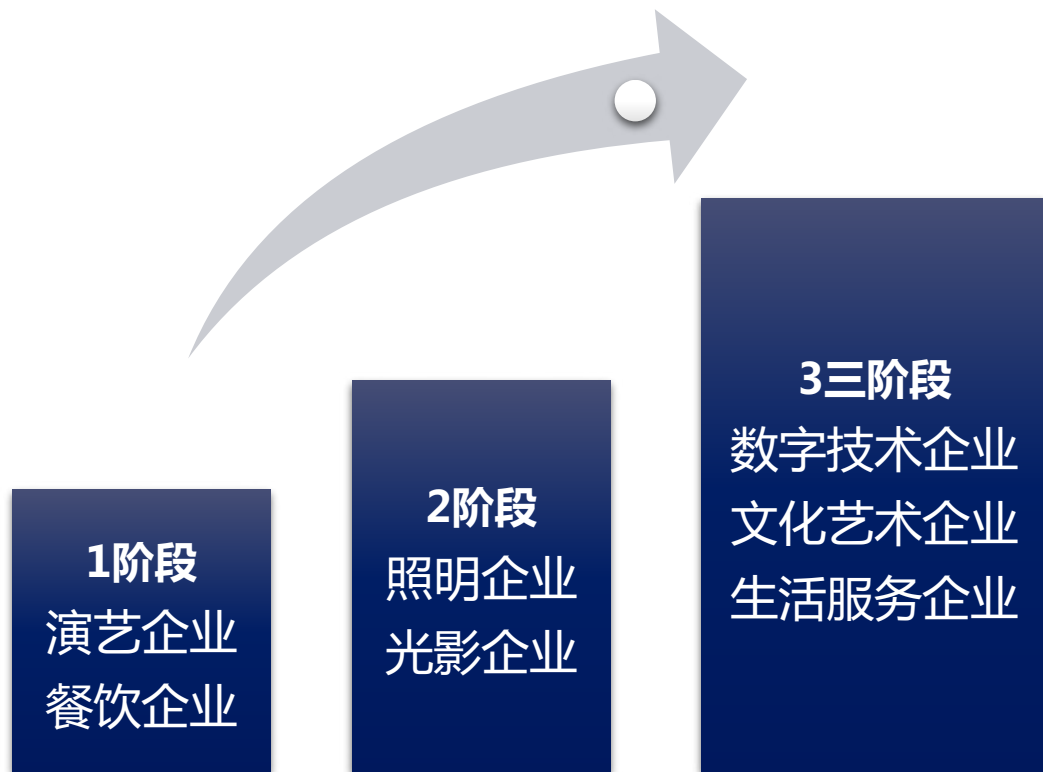 1阶段
演艺企业
餐饮企业
2阶段
照明企业
光影企业
3三阶段
数字技术企业
文化艺术企业
生活服务企业